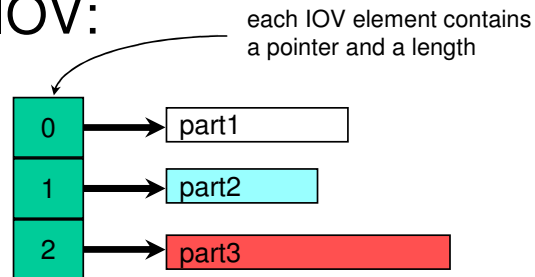 IOV:
each IOV element contains
a pointer and a length
0
part1
1
part2
2
part3